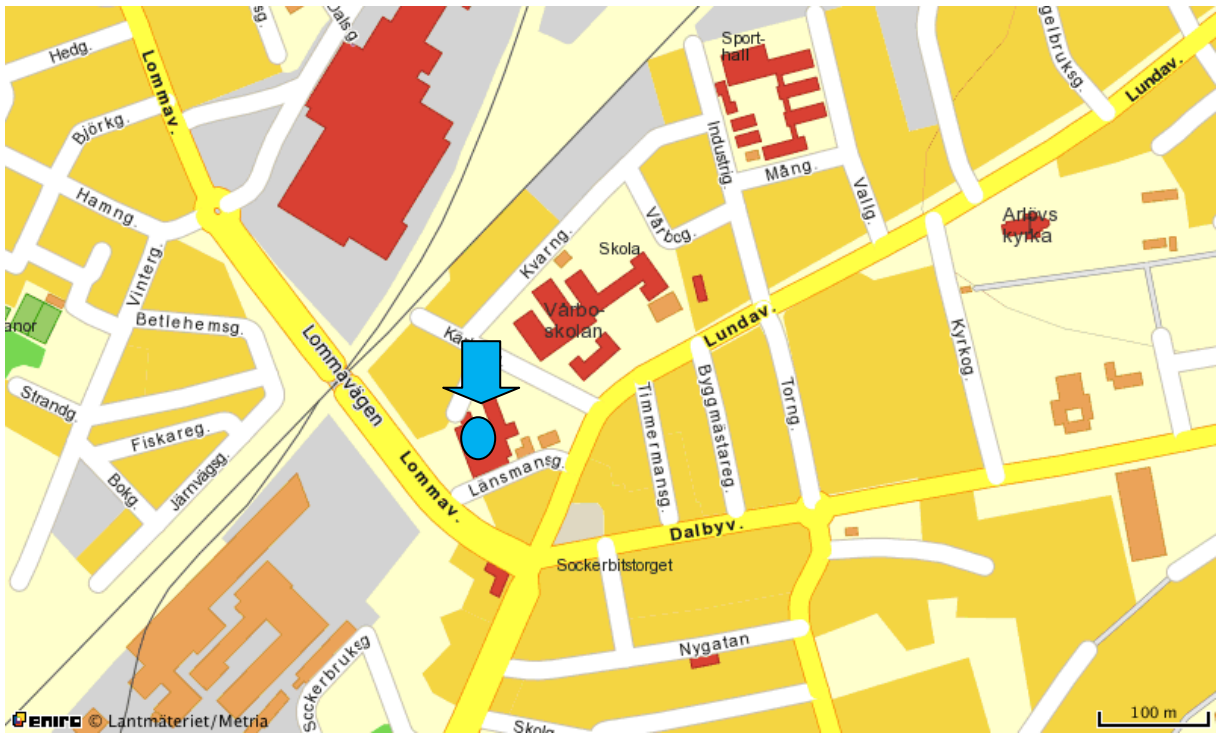 Hedg.
Lommav.
Björkg.
Hamng.
Vinterg.
Betlehemsg.
Strandg.
Fiskareg.
Bokg.
Järnvägsg.
Lommavägen
Lommav.
Sport-
hall
Industrig.
Mång.
Vallg.
Lundav.
Kvarng.
Skola
Vårbo-
skolan
Arlövs
kyrka
Lundav.
Kyrkog.
Torng.
Byggmästareg.
Timmermansg.
Länsmansg.
Dalbyv.
Sockerbitstorget
Nygatan
Sockerbruksg
Skolg
eniro © Lantmäteriet/Metria
100 m